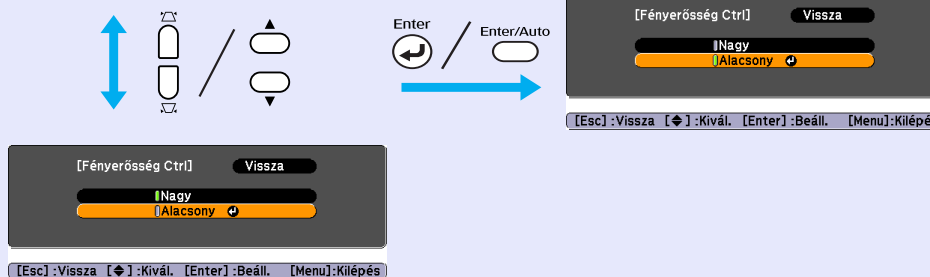 Enter
Enter/Auto
[Fényerősség Ctrl] Vissza
Nagy
Alacsony
[Esc] :Vissza [◆] :Kivál. [Enter] :Beáll. [Menu]:Kilépé
[Fényerősség Ctrl] Vissza
Nagy
Alacsony
[Esc] :Vissza [◆] :Kivál. [Enter] :Beáll. [Menu]:Kilépés